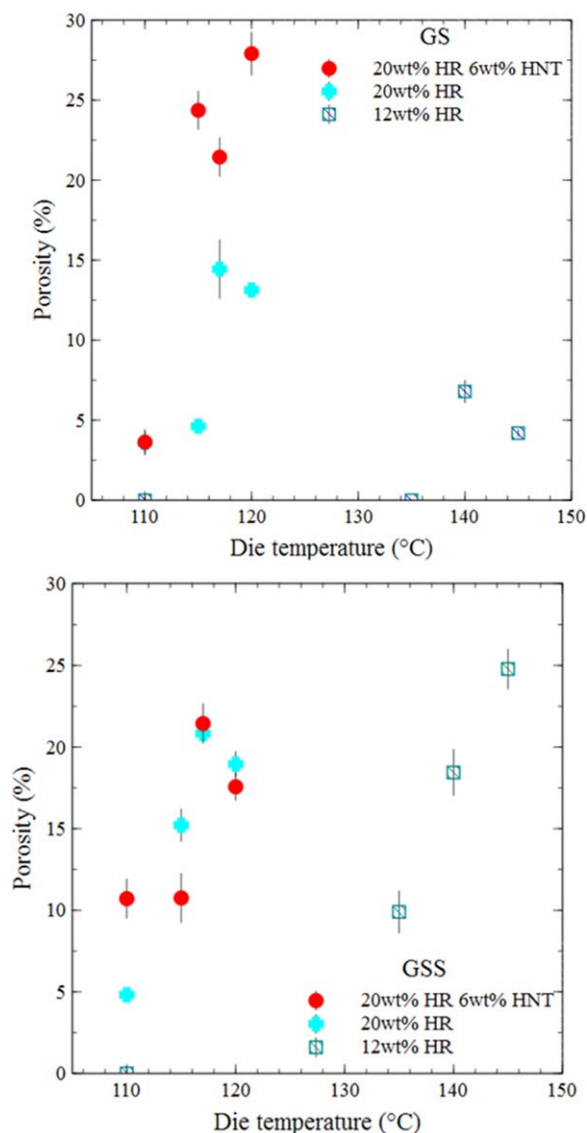 30
GS
20wt% HR 6wt% HNT
25
20wt% HR
12wt% HR
20
Porosity (%)
15
10
5
0
110 120 130 140 150
Die temperature (°C)
30
25
20
Porosity (%)
15
10
GSS
20wt% HR 6wt% HNT
5
20wt% HR
12wt% HR
0
110 120 130 140 150
Die temperature (°C)